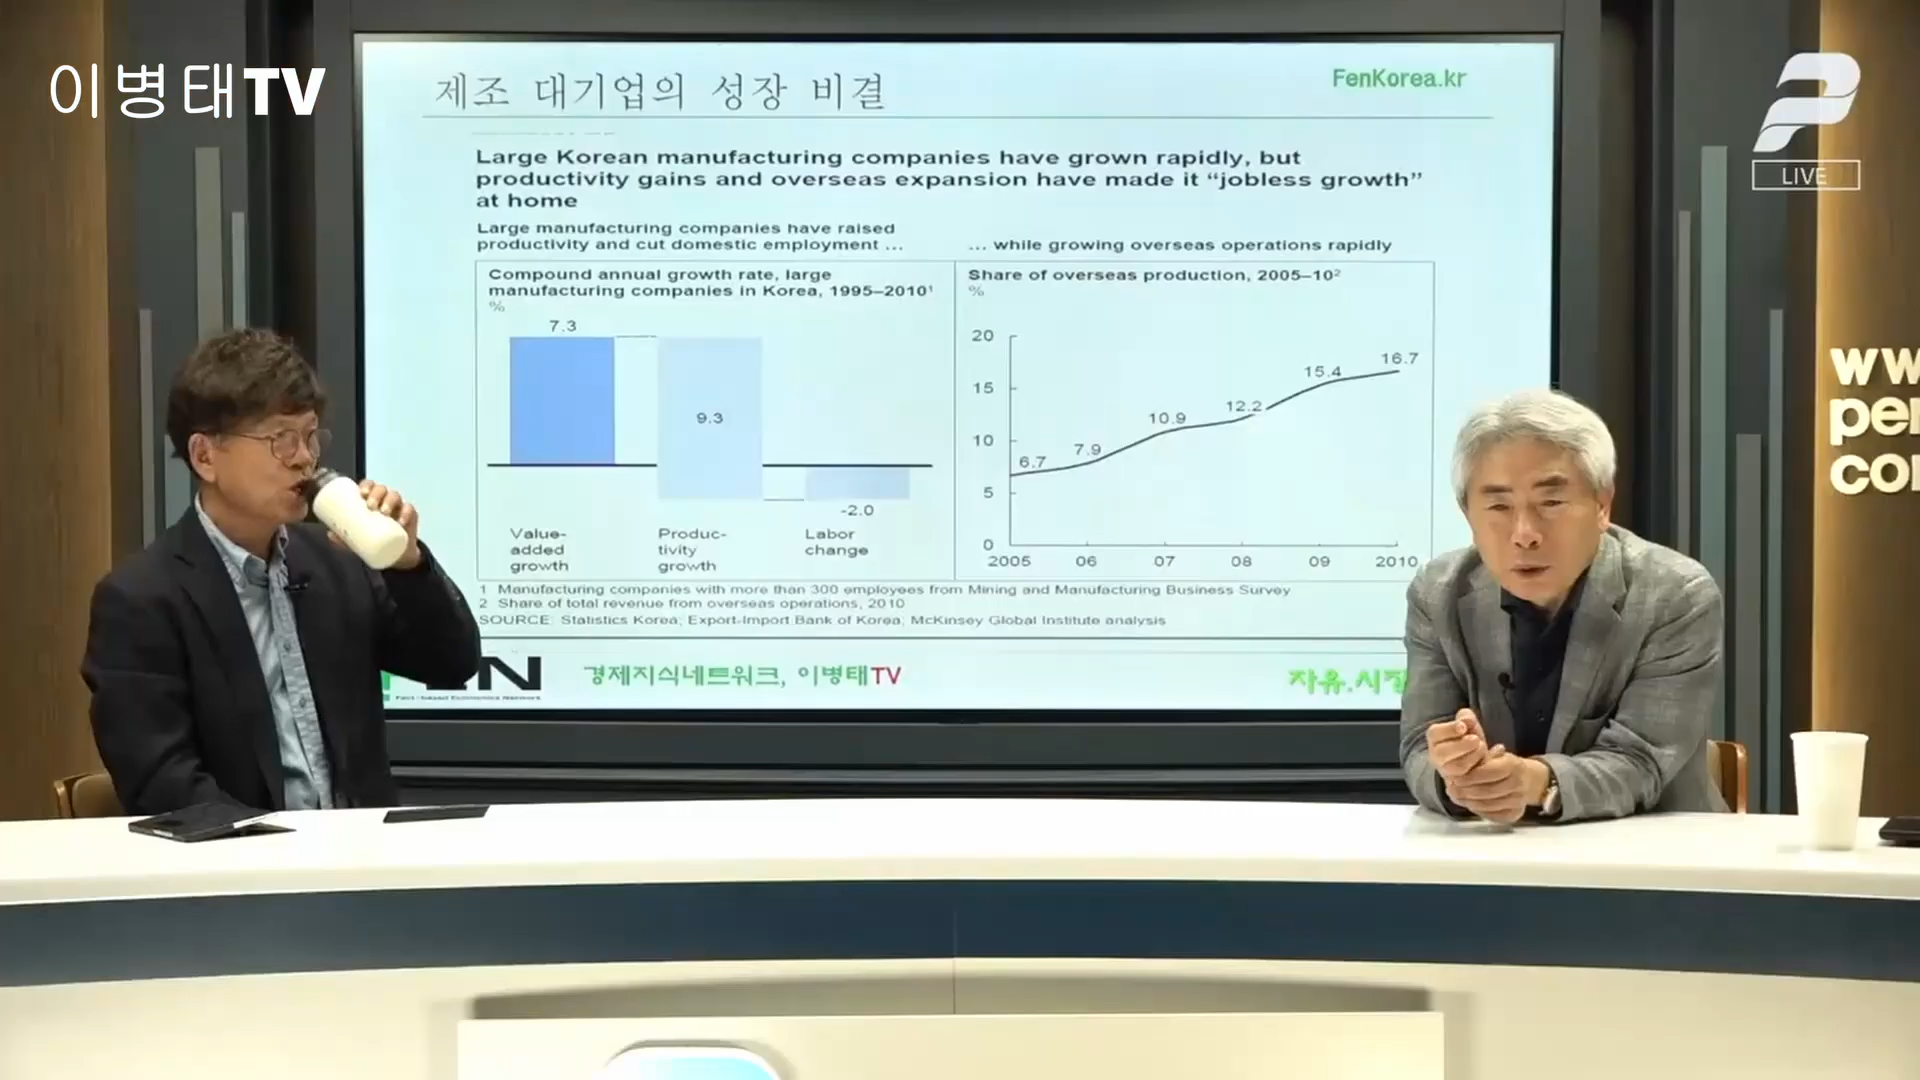 이병태TV
제조 대기업의 성장 비결
FenKorea.kr
LIVE
Large Korean manufacturing companies have grown rapidly, but
productivity gains and overseas expansion have made it “jobless growth”
at home
Large manufacturing companies have raised
productivity and cut domestic employment ...
... while growing overseas operations rapidly
Compound annual growth rate, large
manufacturing companies in Korea, 1995–2010¹
%
7.3
9.3
-2.0
Value-
added
growth
Produc-
tivity
growth
Labor
change
Share of overseas production, 2005–10²
%
20
15
10
5
0
6.7
7.9
10.9
12.2
15.4
16.7
2005
06
07
08
09
2010
1 Manufacturing companies with more than 300 employees from Mining and Manufacturing Business Survey
2 Share of total revenue from overseas operations, 2010
SOURCE: Statistics Korea; Export-Import Bank of Korea; McKinsey Global Institute analysis
경제지식네트워크, 이병태TV
자유.시장